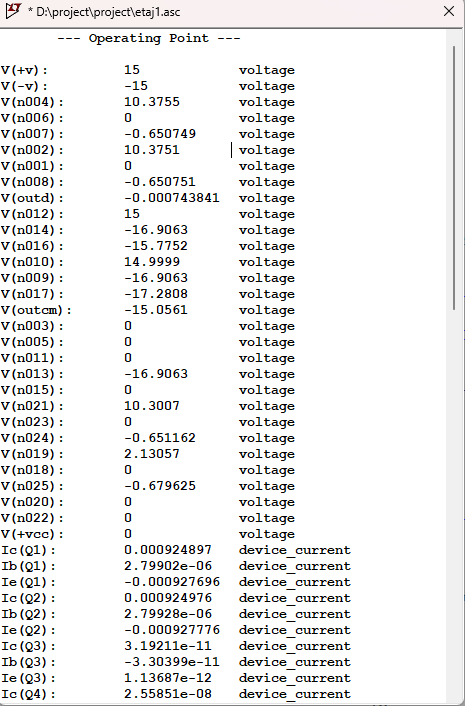 * D:\project\project\etaj1.asc
--- Operating Point ---
V(+v): 15 voltage
V(-v): -15 voltage
V(n004): 10.3755 voltage
V(n006): 0 voltage
V(n007): -0.650749 voltage
V(n002): 10.3751 voltage
V(n001): 0 voltage
V(n008): -0.650751 voltage
V(outd): -0.000743841 voltage
V(n012): 15 voltage
V(n014): -16.9063 voltage
V(n016): -15.7752 voltage
V(n010): 14.9999 voltage
V(n009): -16.9063 voltage
V(n017): -17.2808 voltage
V(outcm): -15.0561 voltage
V(n003): 0 voltage
V(n005): 0 voltage
V(n011): 0 voltage
V(n013): -16.9063 voltage
V(n015): 0 voltage
V(n021): 10.3007 voltage
V(n023): 0 voltage
V(n024): -0.651162 voltage
V(n019): 2.13057 voltage
V(n018): 0 voltage
V(n025): -0.679625 voltage
V(n020): 0 voltage
V(n022): 0 voltage
V(+vcc): 0 voltage
Ic(Q1): 0.000924897 device_current
Ib(Q1): 2.79902e-06 device_current
Ie(Q1): -0.000927696 device_current
Ic(Q2): 0.000924976 device_current
Ib(Q2): 2.79928e-06 device_current
Ie(Q2): -0.000927776 device_current
Ic(Q3): 3.19211e-11 device_current
Ib(Q3): -3.30399e-11 device_current
Ie(Q3): 1.13687e-12 device_current
Ic(Q4): 2.55851e-08 device_current